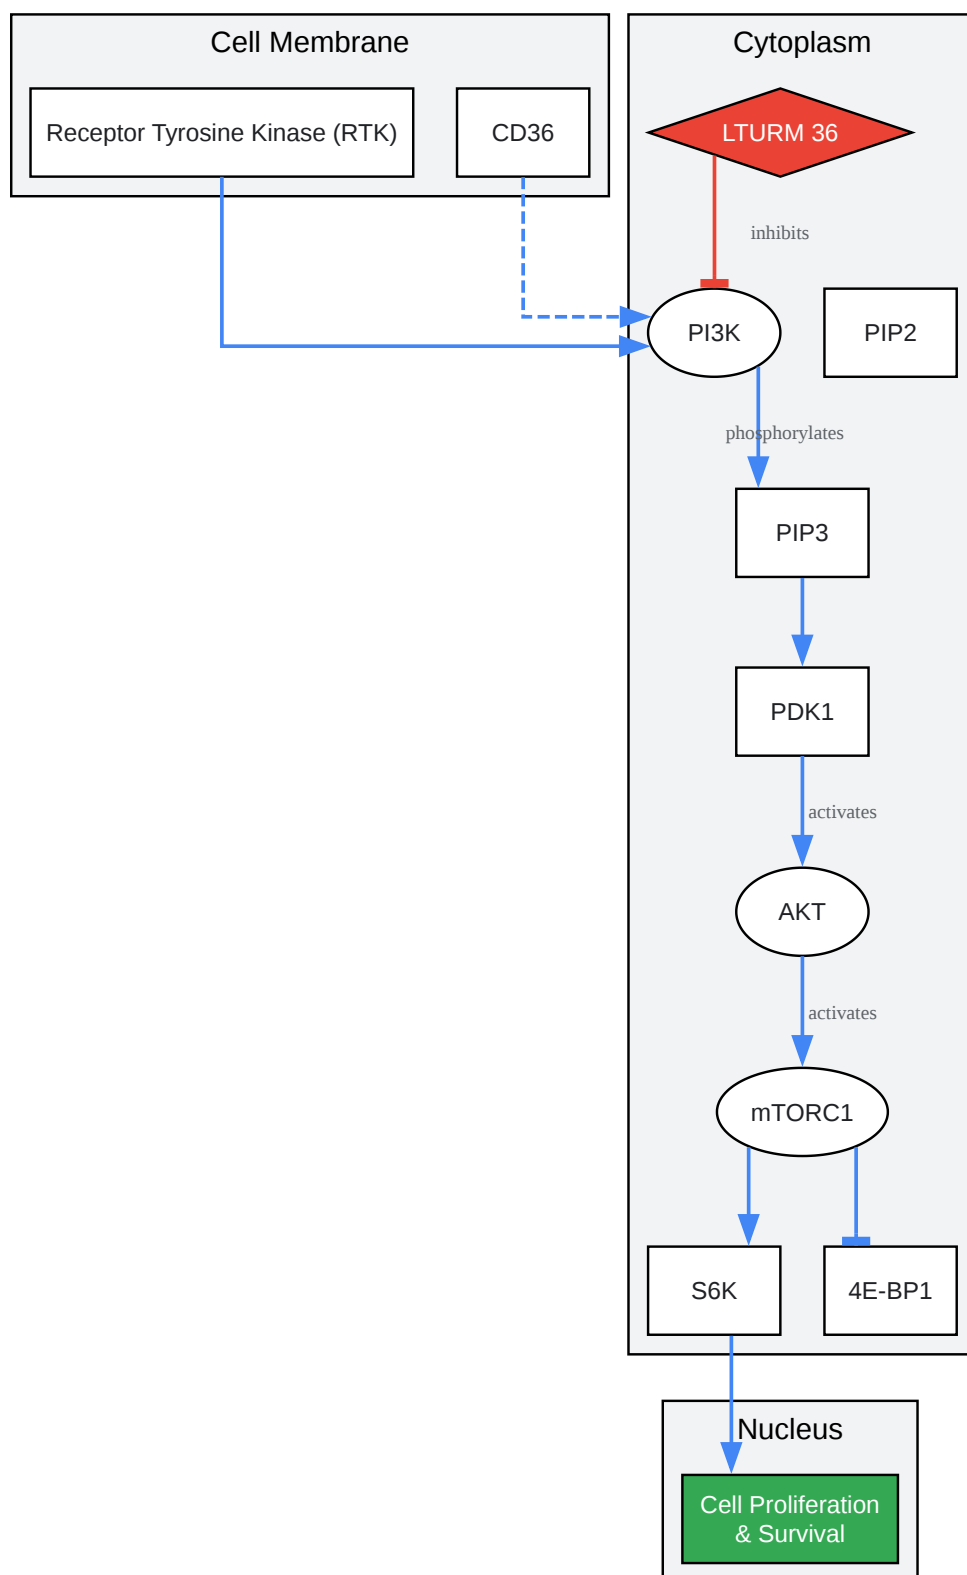 Cell Membrane
Receptor Tyrosine Kinase (RTK)
CD36
Cytoplasm
LTURM 36
inhibits
PI3K
PIP2
phosphorylates
PIP3
PDK1
activates
AKT
activates
mTORC1
S6K
4E-BP1
Nucleus
Cell Proliferation
& Survival